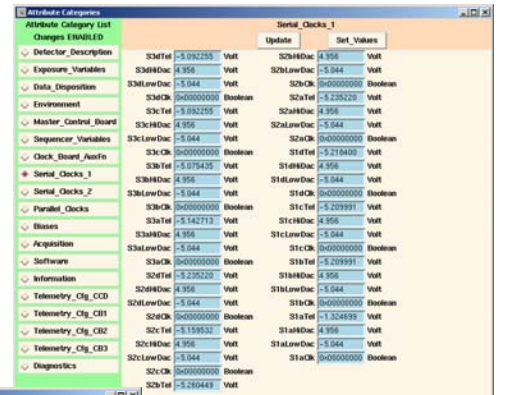 Attribute Categories
Attribute Category List
Changes ENABLED
Detector_Description
Exposure_Variables
Data_Disposition
Environment
Master_Control_Board
Sequencer_Variables
Clock_Board_AuxFn
Serial_Clocks_1
Serial_Clocks_2
Parallel_Clocks
Biases
Acquisition
Software
Information
Telemetry_Cfg_CCD
Telemetry_Cfg_CB1
Telemetry_Cfg_CB2
Telemetry_Cfg_CB3
Diagnostics
Serial_Clocks_1
Update Set_Values
S3dTel -5.092255 Volt
S3dHiDac 4.956 Volt
S3dLowDac -5.044 Volt
S3dClk 0x00000000 Boolean
S3cTel -5.092255 Volt
S3cHiDac 4.956 Volt
S3cLowDac -5.044 Volt
S3cClk 0x00000000 Boolean
S3bTel -5.075435 Volt
S3bHiDac 4.956 Volt
S3bLowDac -5.044 Volt
S3bClk 0x00000000 Boolean
S3aTel -5.142713 Volt
S3aHiDac 4.956 Volt
S3aLowDac -5.044 Volt
S3aClk 0x00000000 Boolean
S2dTel -5.235220 Volt
S2dHiDac 4.956 Volt
S2dLowDac -5.044 Volt
S2dClk 0x00000000 Boolean
S2cTel -5.159532 Volt
S2cHiDac 4.956 Volt
S2cLowDac -5.044 Volt
S2cClk 0x00000000 Boolean
S2bTel -5.260449 Volt
S2bHiDac 4.956 Volt
S2bLowDac -5.044 Volt
S2bClk 0x00000000 Boolean
S2aTel -5.235220 Volt
S2aHiDac 4.956 Volt
S2aLowDac -5.044 Volt
S2aClk 0x00000000 Boolean
S1dTel -5.218400 Volt
S1dHiDac 4.956 Volt
S1dLowDac -5.044 Volt
S1dClk 0x00000000 Boolean
S1cTel -5.209991 Volt
S1cHiDac 4.956 Volt
S1cLowDac -5.044 Volt
S1cClk 0x00000000 Boolean
S1bTel -5.209991 Volt
S1bHiDac 4.956 Volt
S1bLowDac -5.044 Volt
S1bClk 0x00000000 Boolean
S1aTel -1.324699 Volt
S1aHiDac 4.956 Volt
S1aLowDac -5.044 Volt
S1aClk 0x00000000 Boolean